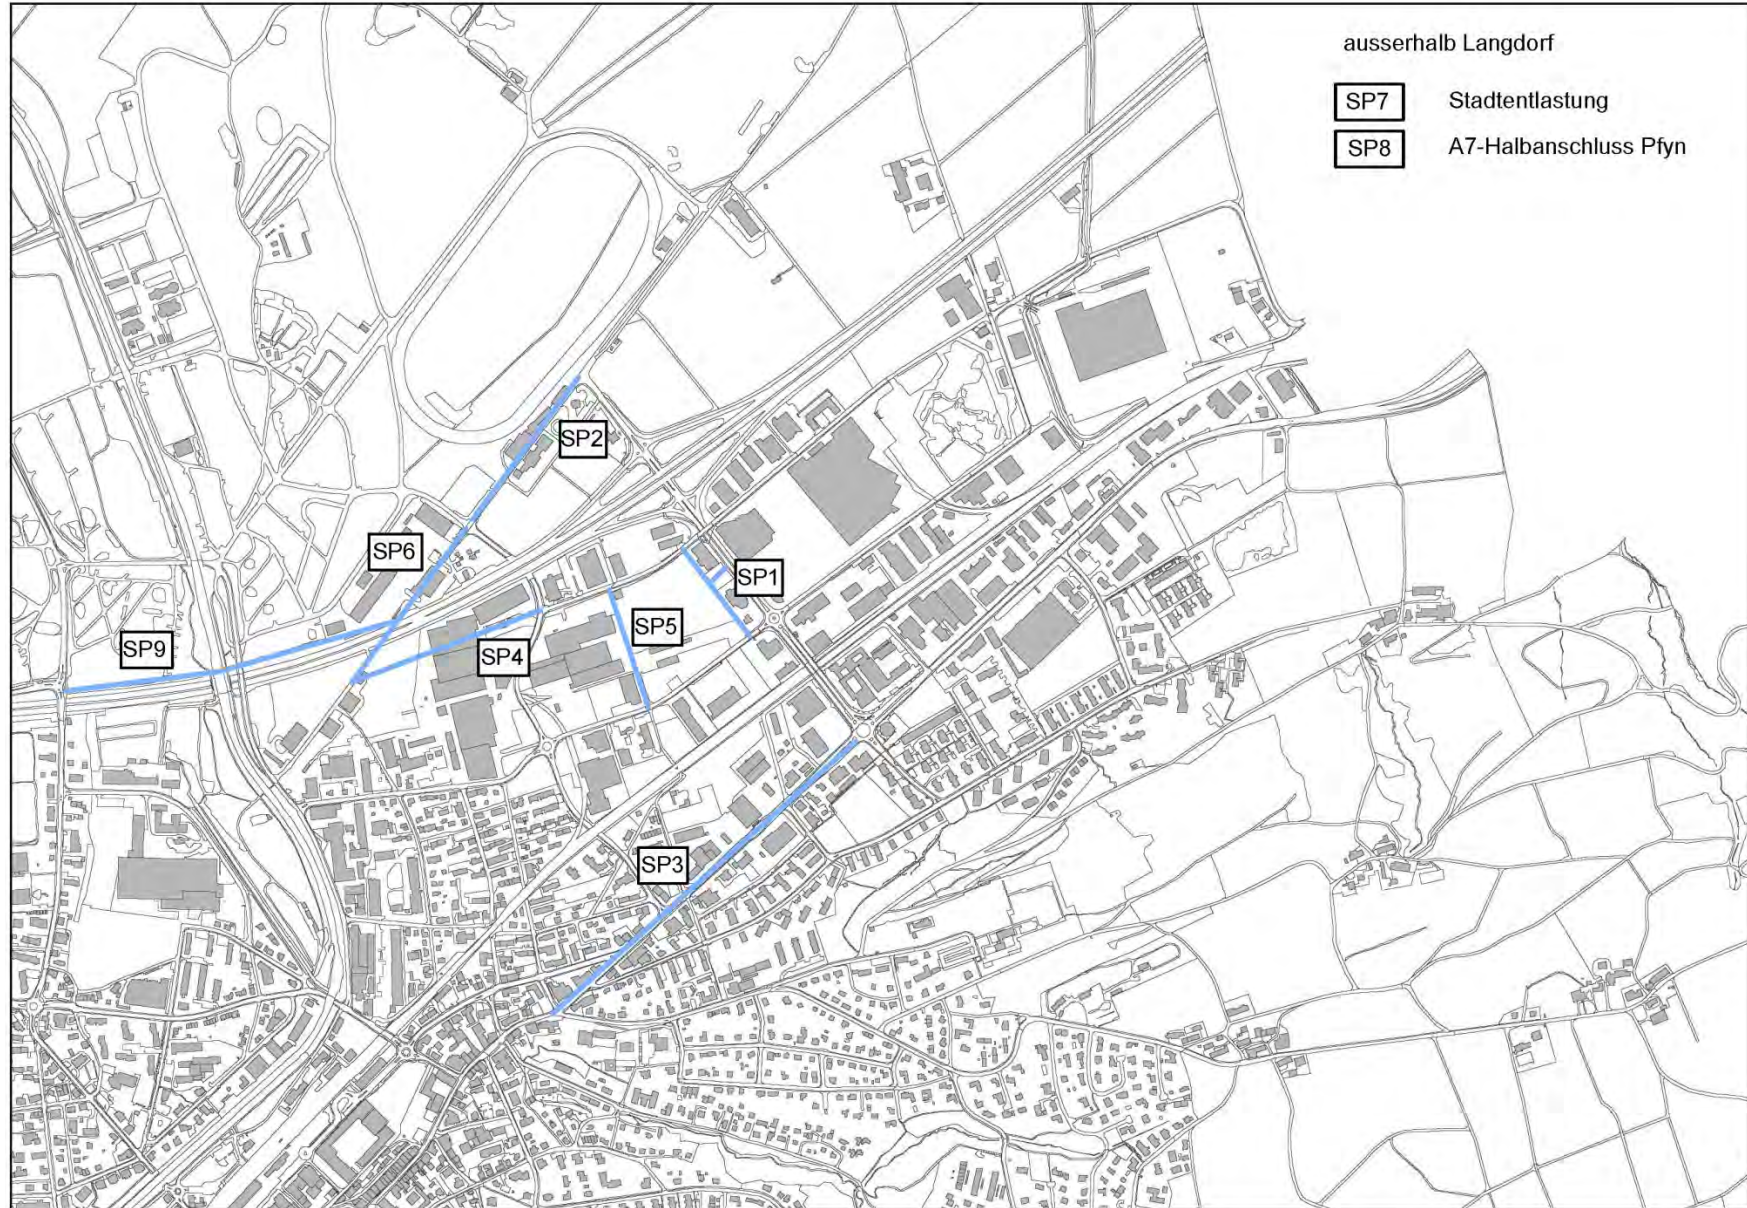 ausserhalb Langdorf
SP7 Stadtentlastung
SP8 A7-Halbanschluss Pfyn
SP2
SP6
SP1
SP5
SP9
SP4
SP3